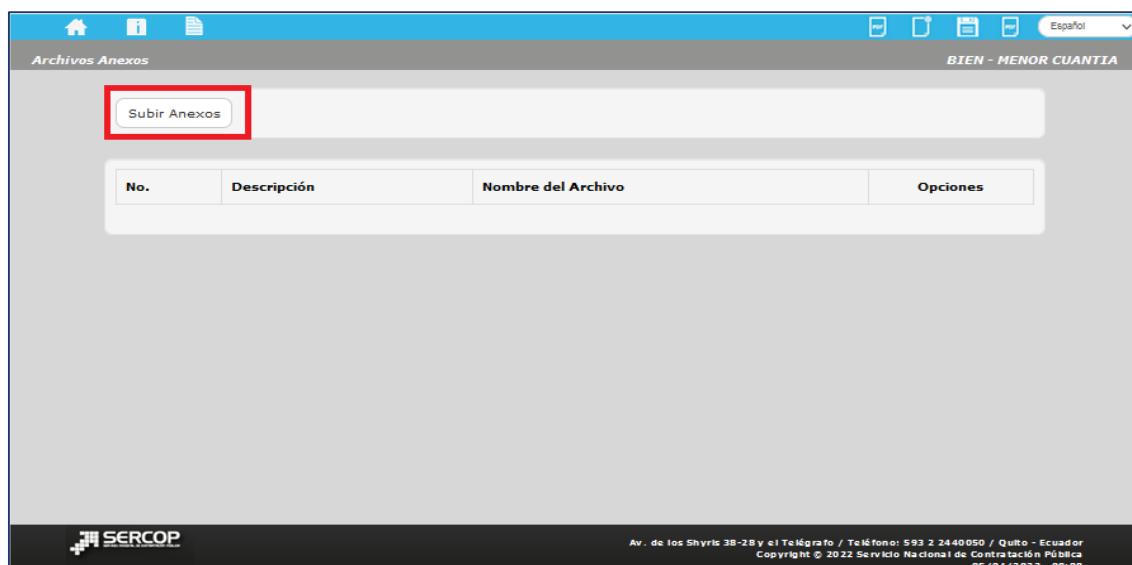 Español
Archivos Anexos
BIEN - MENOR CUANTIA
Subir Anexos
No. Descripción Nombre del Archivo Opciones
SERCOP
Av. de los Shyris 38-28 y el Telégrafo / Teléfono: 593 2 2440050 / Quito - Ecuador
Copyright © 2022 Servicio Nacional de Contratación Pública